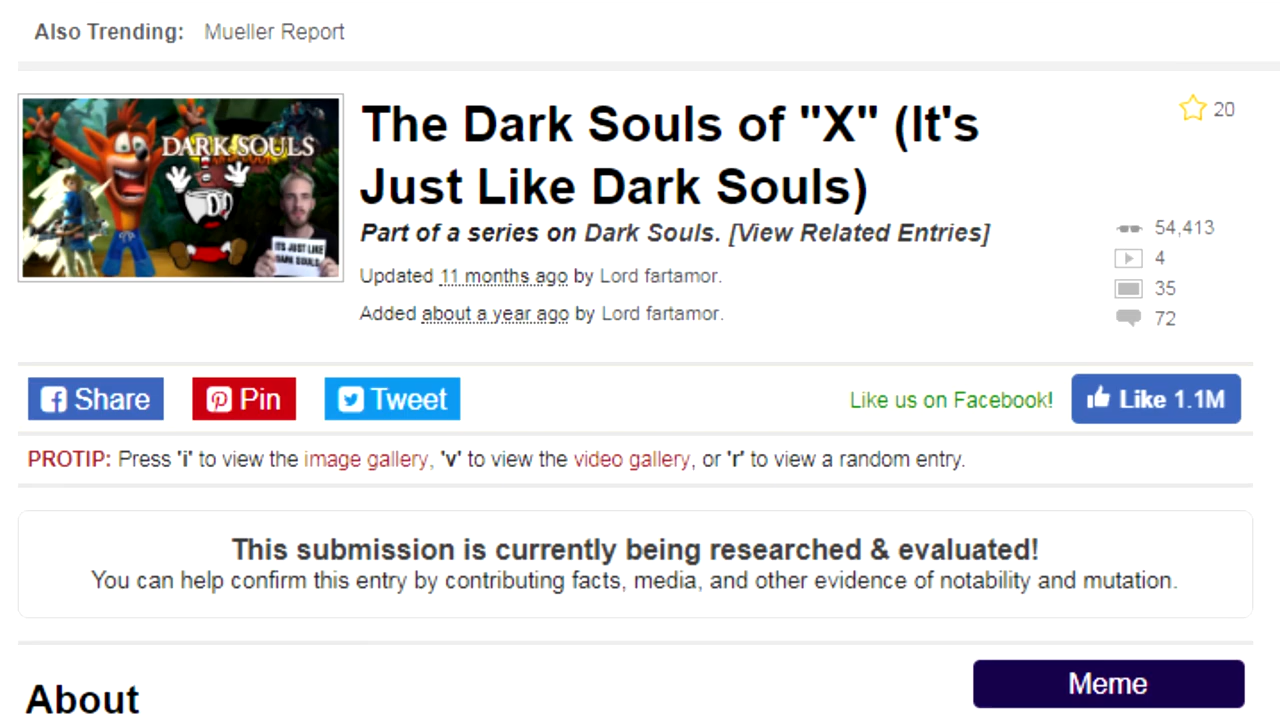 Also Trending: Mueller Report
DARK SOULS
IT'S JUST LIKE
DARK SOULS.
The Dark Souls of "X" (It's
Just Like Dark Souls)
Part of a series on Dark Souls. [View Related Entries]
Updated 11 months ago by Lord fartamor.
Added about a year ago by Lord fartamor.
20
54,413
4
35
72
Share
Pin
Tweet
Like us on Facebook!
Like 1.1M
PROTIP: Press 'i' to view the image gallery, 'v' to view the video gallery, or 'r' to view a random entry.
This submission is currently being researched & evaluated!
You can help confirm this entry by contributing facts, media, and other evidence of notability and mutation.
About
Meme